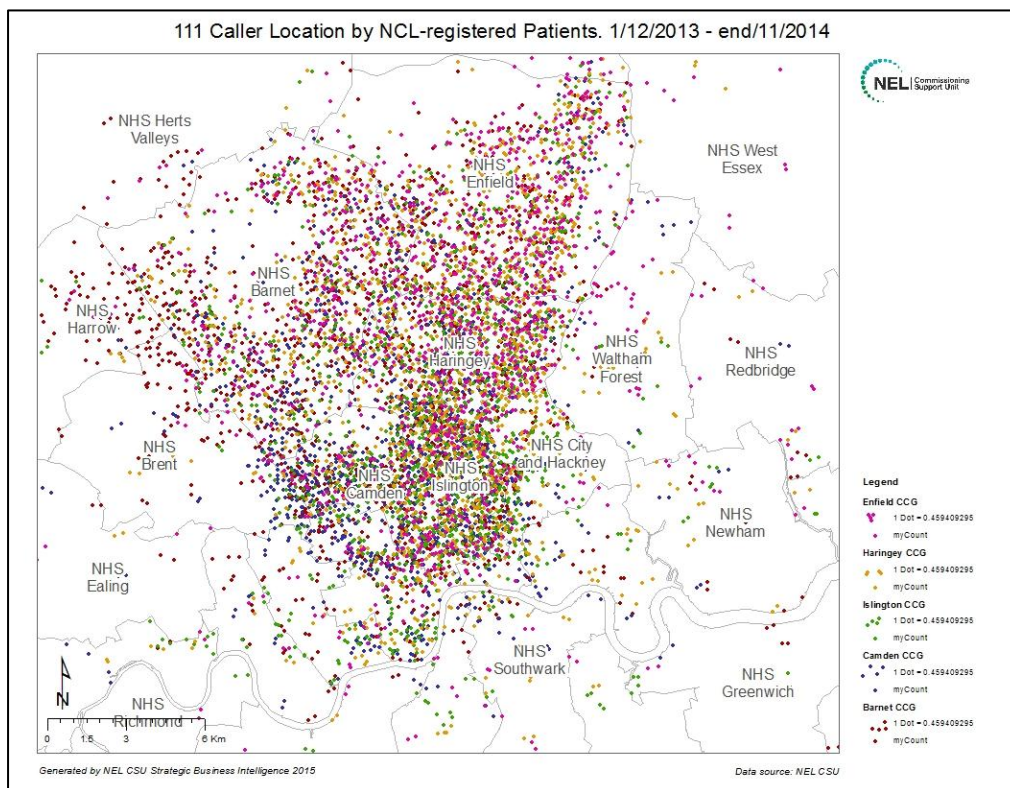 111 Caller Location by NCL-registered Patients. 1/12/2013 - end/11/2014
NEL Commissioning
Support Unit
NHS Herts
Valleys
NHS West
Essex
NHS
Enfield
NHS
Barnet
NHS
Harrow
NHS
Haringey
NHS
Waltham
Forest
NHS
Redbridge
NHS
Brent
NHS City
and Hackney
NHS
Camden
NHS
Islington
NHS
Newham
NHS
Ealing
NHS
Southwark
NHS
Greenwich
NHS
Richmond
N
0 1.5 3 6 Km
Legend
Enfield CCG
1 Dot = 0.459409295
myCount
Haringey CCG
1 Dot = 0.459409295
myCount
Islington CCG
1 Dot = 0.459409295
myCount
Camden CCG
1 Dot = 0.459409295
myCount
Barnet CCG
1 Dot = 0.459409295
myCount
Generated by NEL CSU Strategic Business Intelligence 2015
Data source: NEL CSU